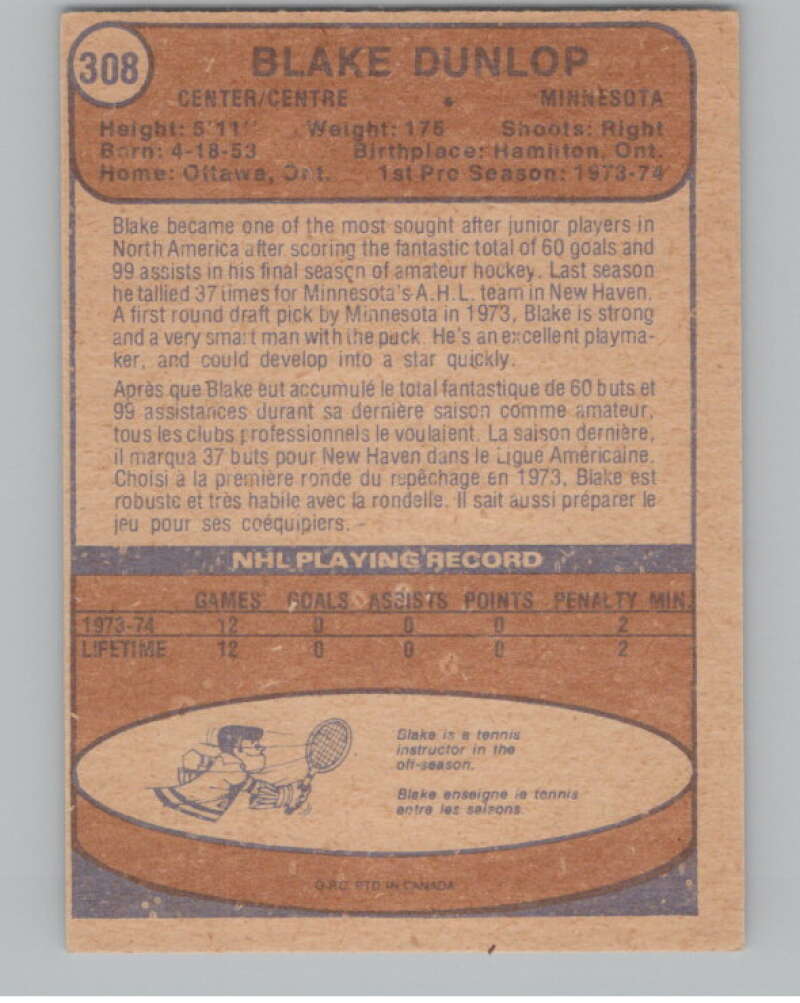 308
BLAKE DUNLOP
CENTER/CENTRE • MINNESOTA
Height: 5'11" Weight: 175 Shoots: Right
Born: 4-18-53 Birthplace: Hamilton, Ont.
Home: Ottawa, Ont. 1st Pro Season: 1973-74
Blake became one of the most sought after junior players in
North America after scoring the fantastic total of 60 goals and
99 assists in his final season of amateur hockey. Last season
he tallied 37 times for Minnesota's A.H.L. team in New Haven.
A first round draft pick by Minnesota in 1973, Blake is strong
and a very smart man with the puck. He's an excellent playma-
ker, and could develop into a star quickly.
Après que Blake eut accumulé le total fantastique de 60 buts et
99 assistances durant sa dernière saison comme amateur,
tous les clubs professionnels le voulaient. La saison dernière,
il marqua 37 buts pour New Haven dans le Ligue Américaine.
Choisi à la première ronde du repêchage en 1973, Blake est
robuste et très habile avec la rondelle. Il sait aussi préparer le
jeu pour ses coéquipiers.
NHL PLAYING RECORD
GAMES GOALS ASSISTS POINTS PENALTY MIN.
1973-74 12 0 0 0 2
LIFETIME 12 0 0 0 2
Blake is a tennis
instructor in the
off-season.
Blake enseigne le tennis
entre les saisons.
O.P.C. PTD IN CANADA